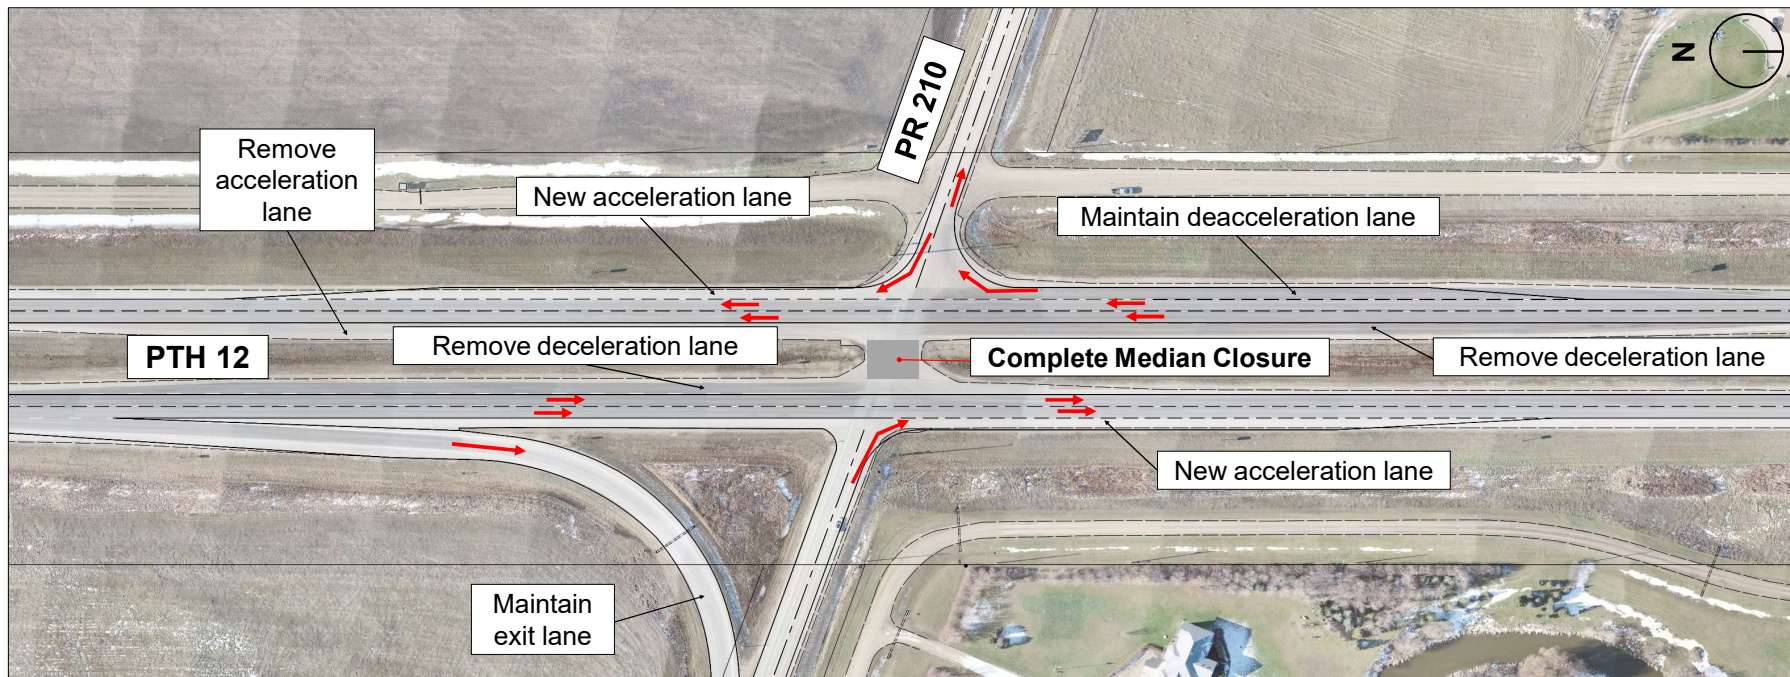 N
PR 210
Remove
acceleration
lane
New acceleration lane
Maintain deacceleration lane
PTH 12
Remove deceleration lane
Complete Median Closure
Remove deceleration lane
New acceleration lane
Maintain
exit lane